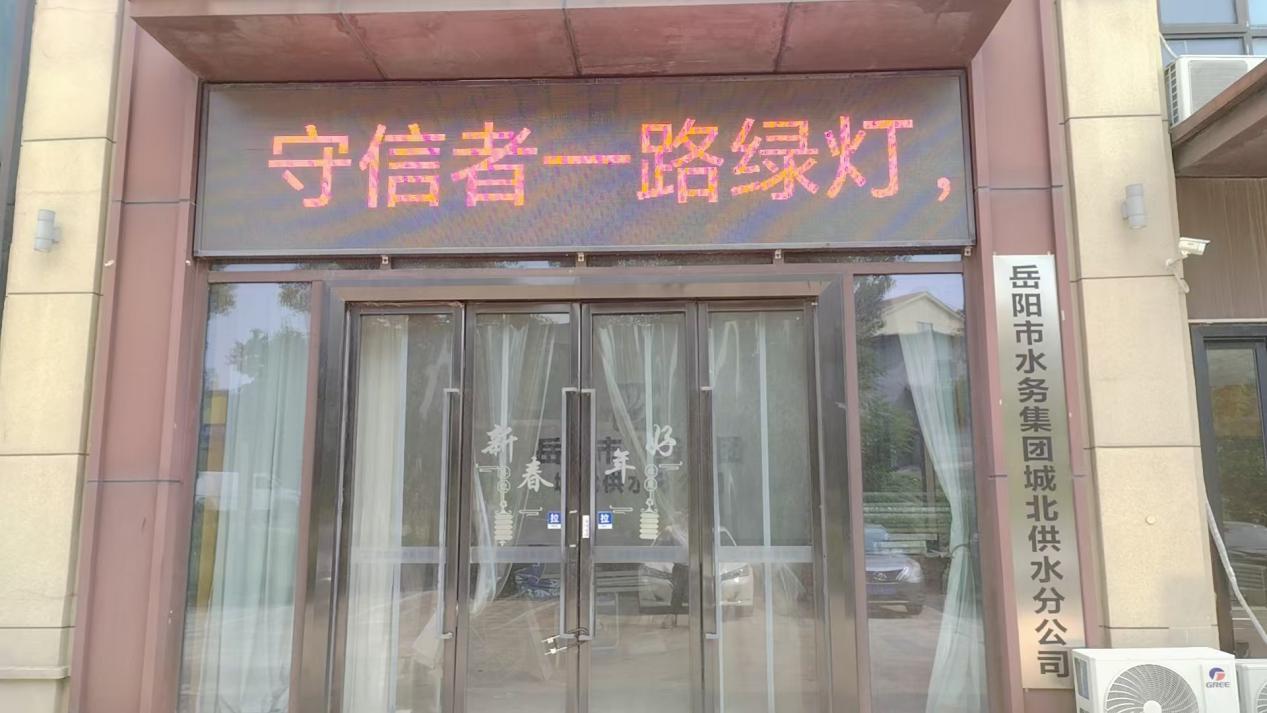 守信者一路绿灯，
岳阳市水务集团城北供水分公司
新春年好
拉
拉
GREE